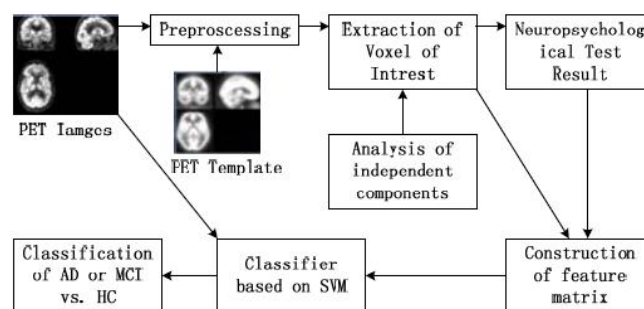 Preproscessing
Extraction of
Voxel of
Intrest
Neuropsycholog
ical Test
Result
PET Iamges
PET Template
Analysis of
independent
components
Classification
of AD or MCI
vs. HC
Classifier
based on SVM
Construction
of feature
matrix